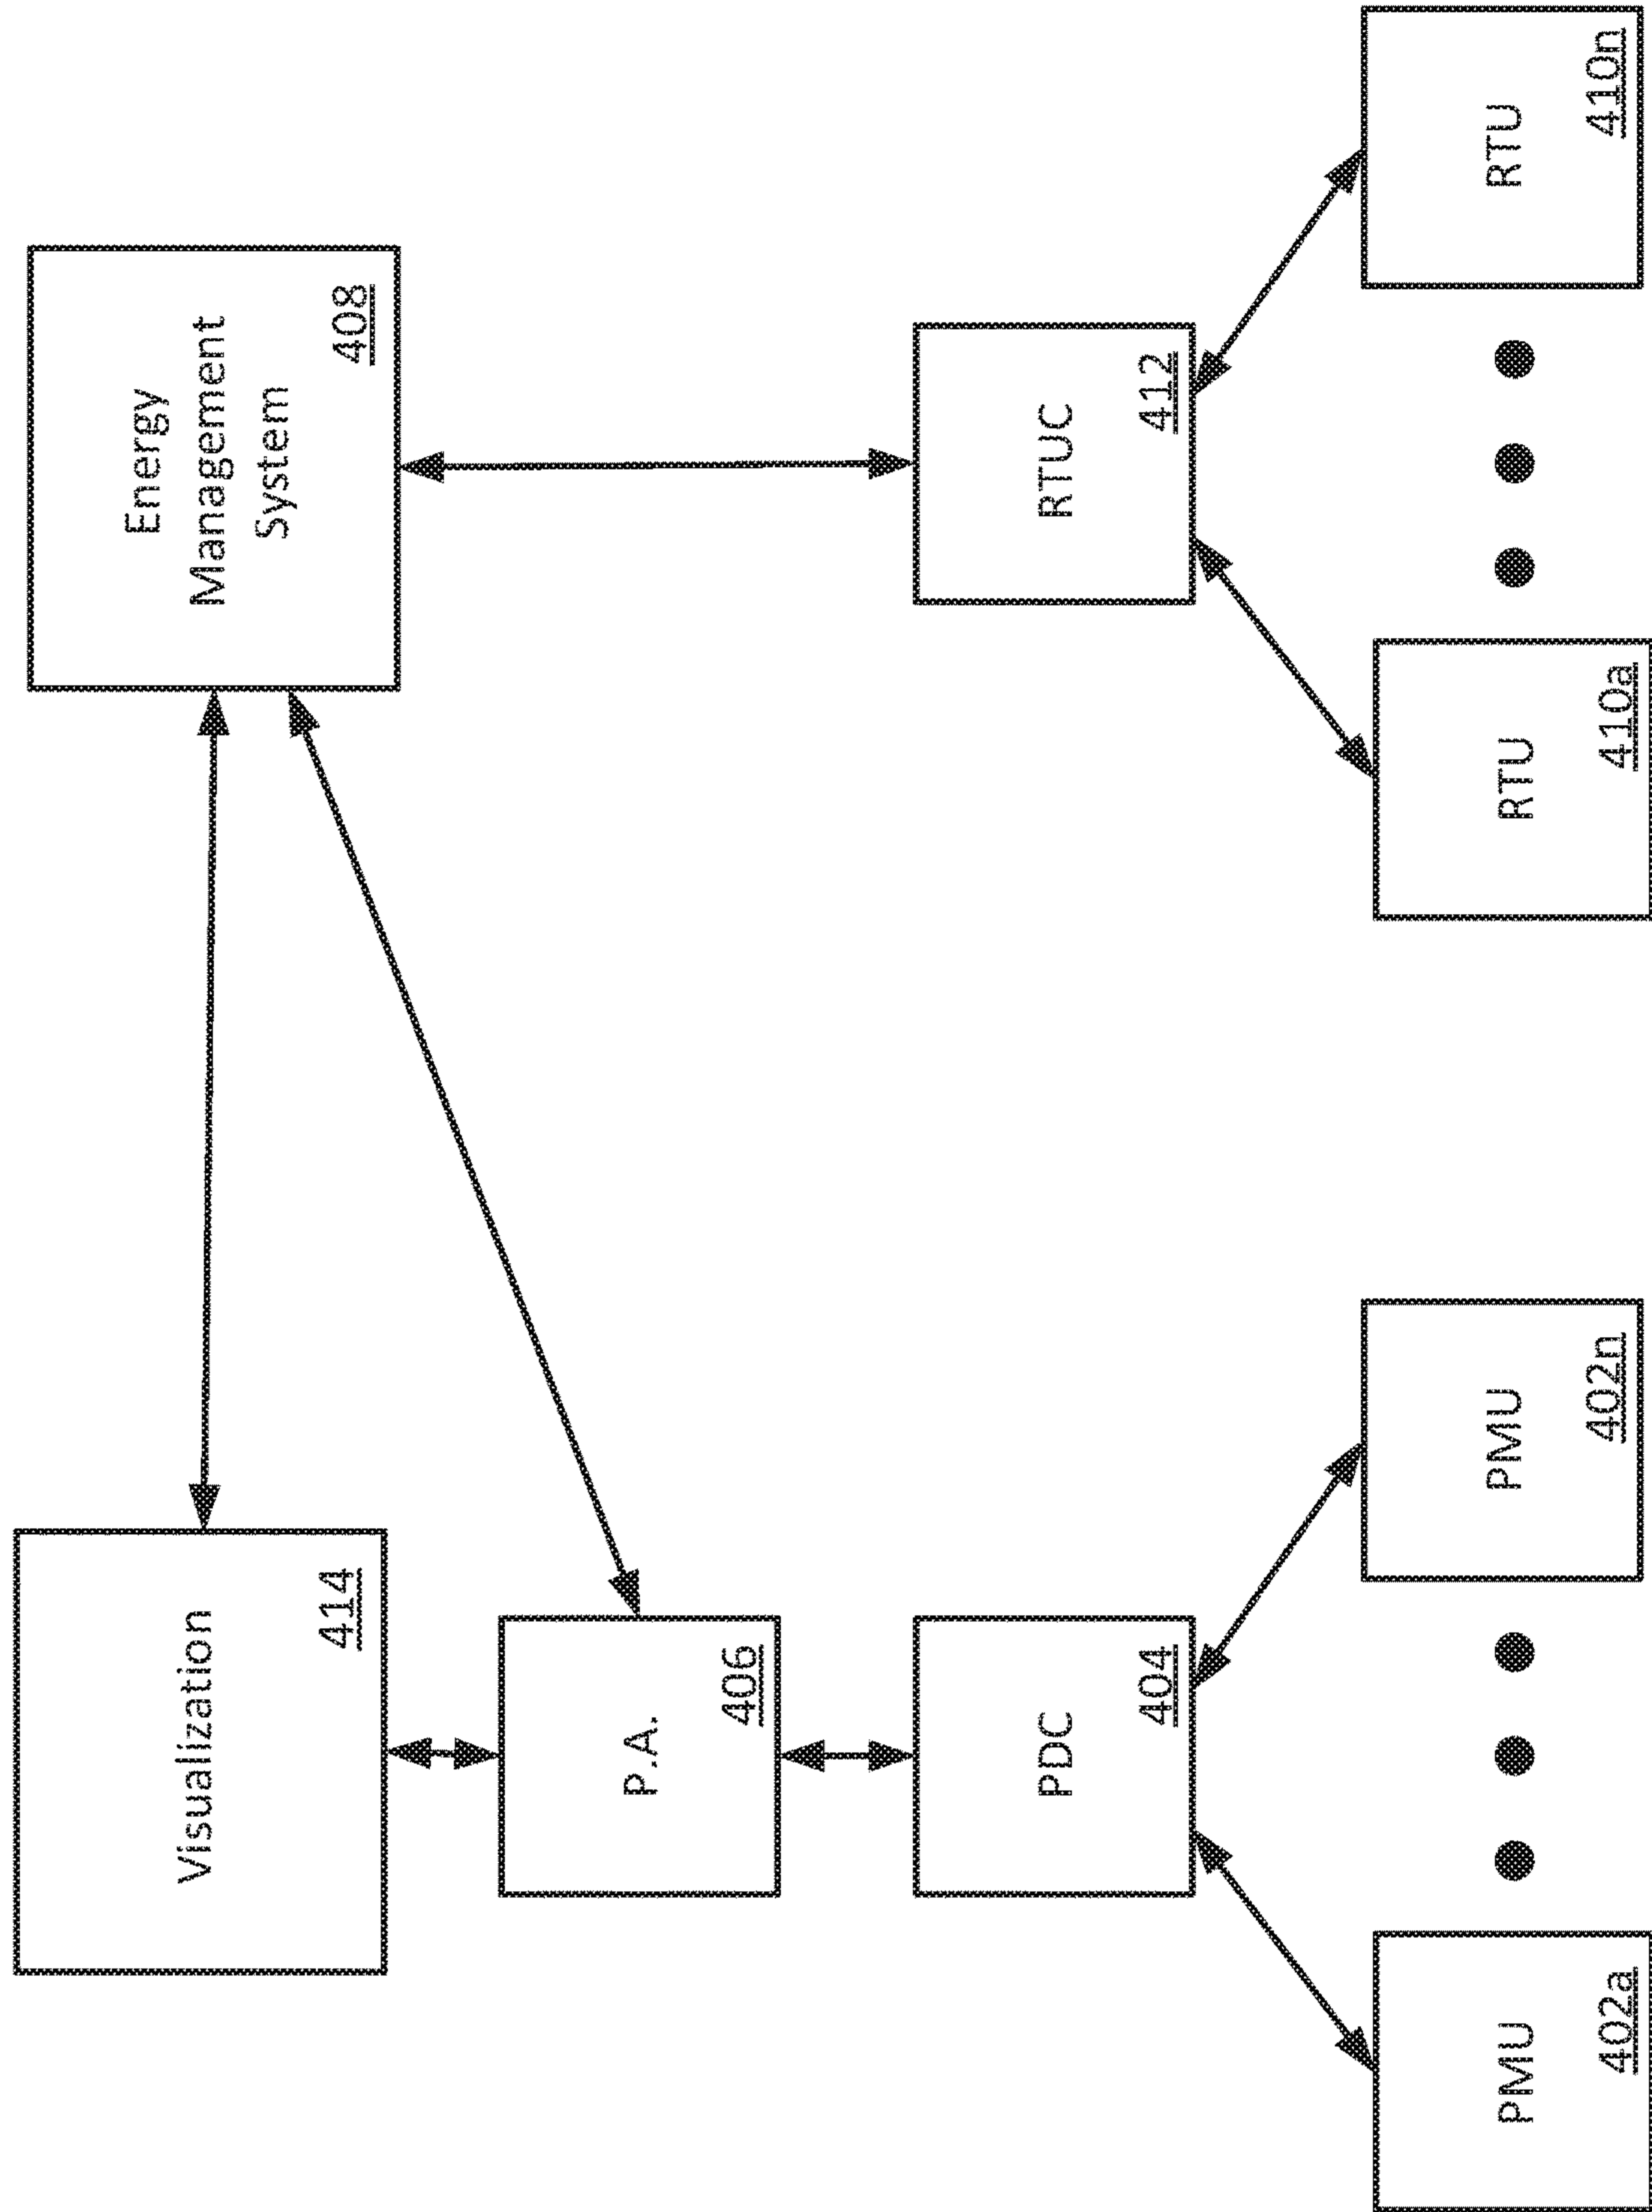 Visualization
414
Energy
Management
System
408
P.A.
406
PDC
404
RTUC
412
PMU
402a
PMU
402n
RTU
410a
RTU
410n